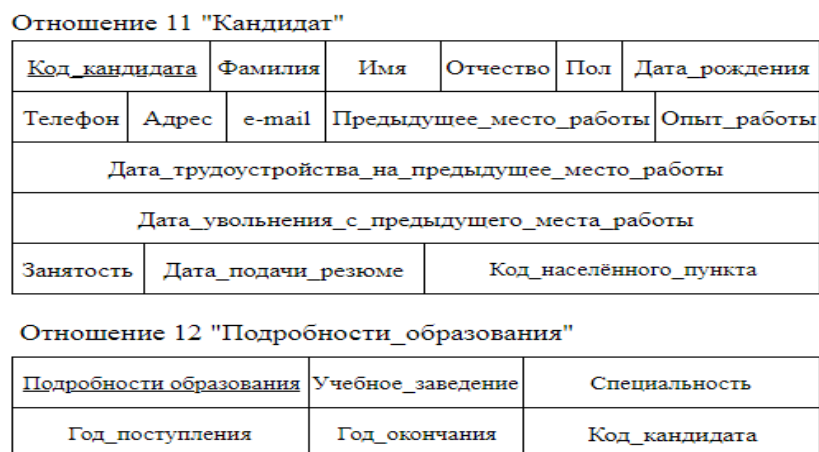 Отношение 11 "Кандидат"
Код_кандидата Фамилия Имя Отчество Пол Дата_рождения
Телефон Адрес e-mail Предыдущее_место_работы Опыт_работы
Дата_трудоустройства_на_предыдущее_место_работы
Дата_увольнения_с_предыдущего_места_работы
Занятость Дата_подачи_резюме Код_населённого_пункта
Отношение 12 "Подробности_образования"
Подробности образования Учебное_заведение Специальность
Год_поступления Год_окончания Код_кандидата